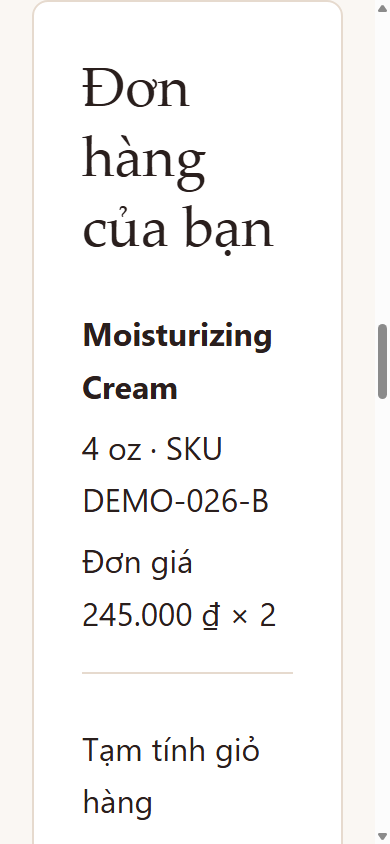 Đơn
hàng
của bạn
Moisturizing
Cream
4 oz · SKU
DEMO-026-B
Đơn giá
245.000 ₫ × 2
Tạm tính giỏ
hàng